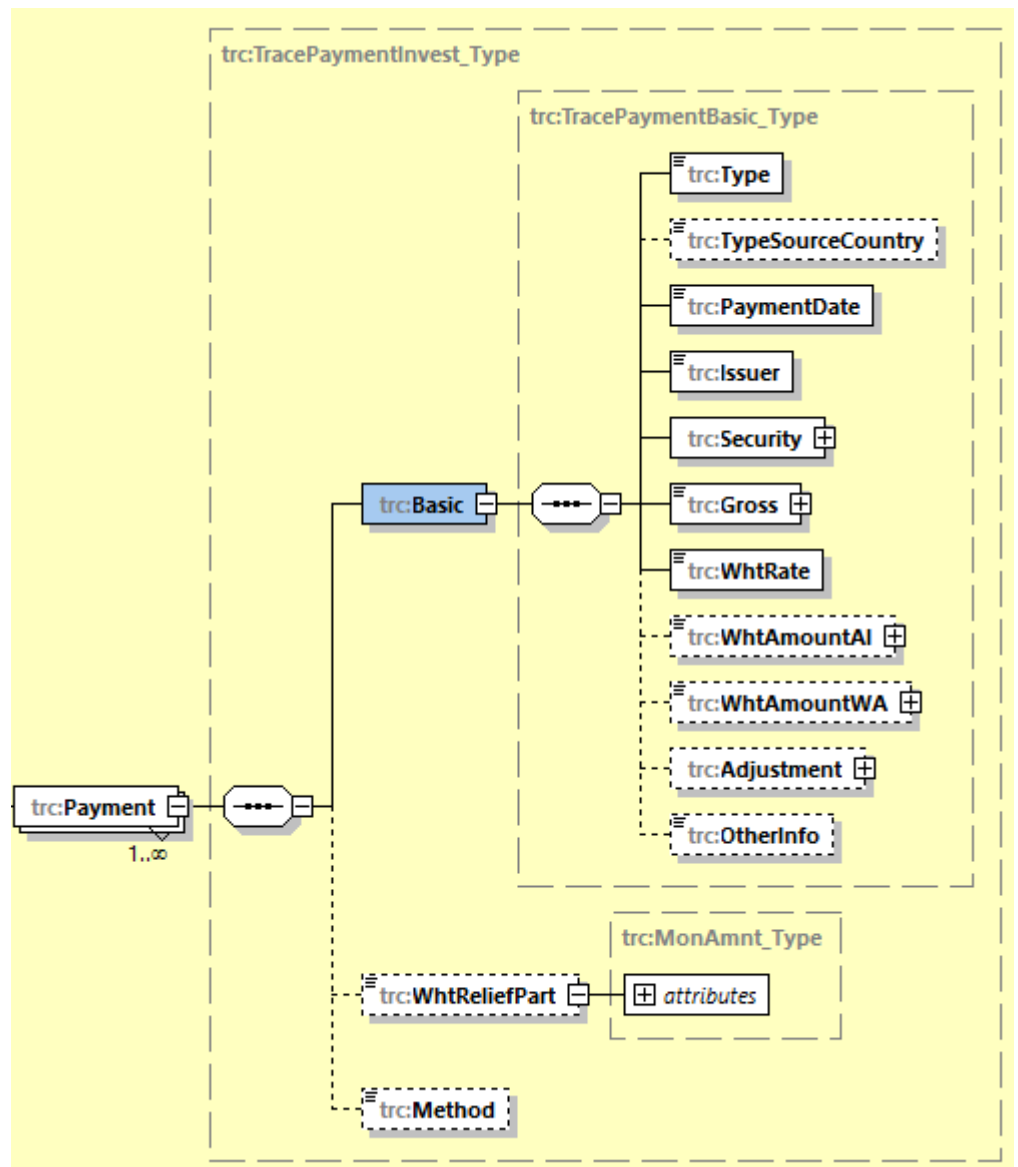 trc:TracePaymentInvest_Type
trc:TracePaymentBasic_Type
trc:Type
trc:TypeSourceCountry
trc:PaymentDate
trc:Issuer
trc:Security
trc:Basic
trc:Gross
trc:WhtRate
trc:WhtAmountAI
trc:WhtAmountWA
trc:Adjustment
trc:Payment
1..∞
trc:OtherInfo
trc:MonAmnt_Type
trc:WhtReliefPart
attributes
trc:Method